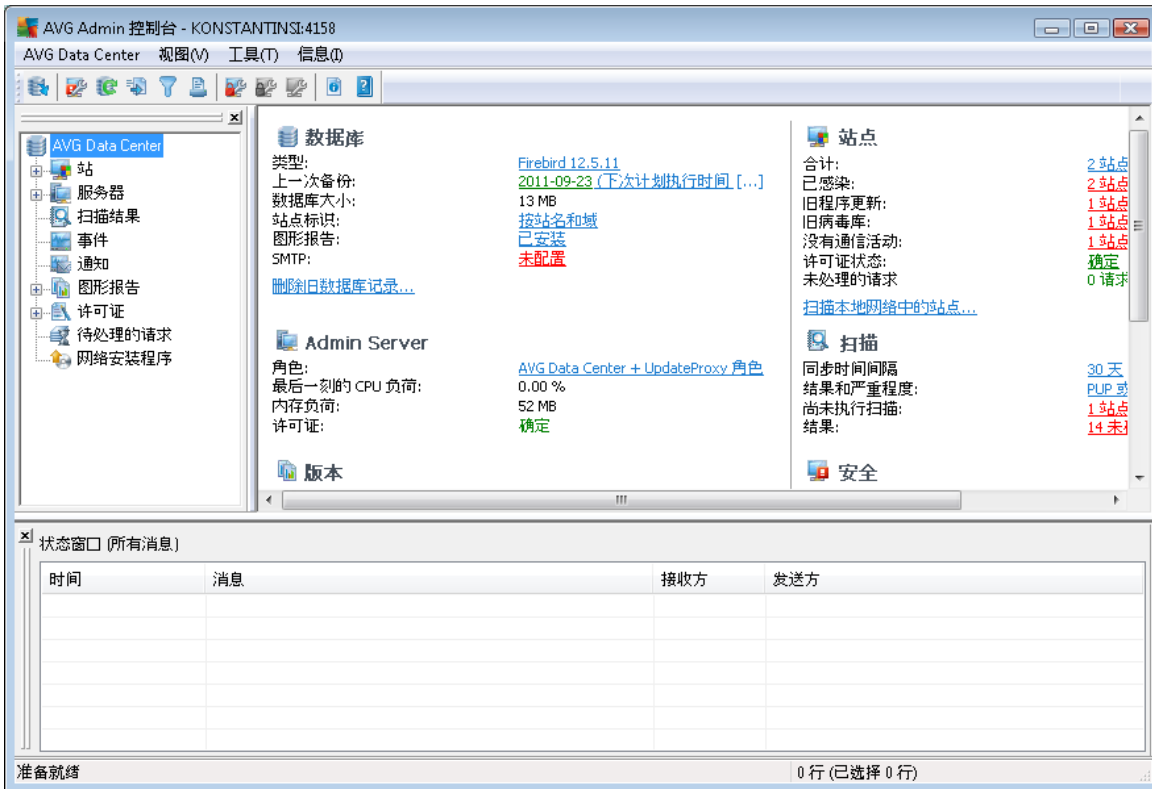 AVG Admin 控制台 - KONSTANTINSI:4158
AVG Data Center 视图(V) 工具(T) 信息(I)
AVG Data Center
站
服务器
扫描结果
事件
通知
图形报告
许可证
待处理的请求
网络安装程序
数据库
类型: Firebird 12.5.11
上一次备份: 2011-09-23 (下次计划执行时间 [...]
数据库大小: 13 MB
站点标识: 按站名和域
图形报告: 已安装
SMTP: 未配置
删除旧数据库记录...
Admin Server
角色: AVG Data Center + UpdateProxy 角色
最后一刻的 CPU 负荷: 0.00 %
内存负荷: 52 MB
许可证: 确定
版本
站点
合计: 2 站点
已感染: 2 站点
旧程序更新: 1 站点
旧病毒库: 1 站点
没有通信活动: 1 站点
许可证状态: 确定
未处理的请求 0 请求
扫描本地网络中的站点...
扫描
同步时间间隔 30 天
结果和严重程度: PUP 或
尚未执行扫描: 1 站点
结果: 14 未
安全
状态窗口 (所有消息)
时间 消息 接收方 发送方
准备就绪 0 行 (已选择 0 行)